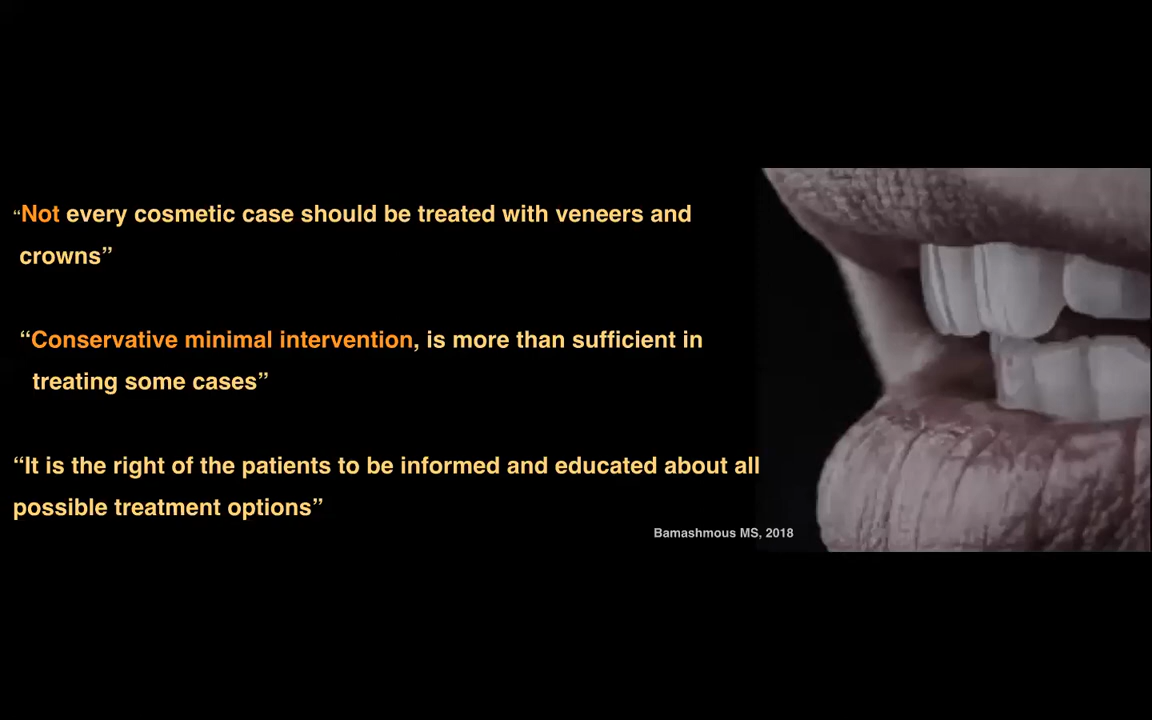 “Not every cosmetic case should be treated with veneers and
crowns”
“Conservative minimal intervention, is more than sufficient in
treating some cases”
“It is the right of the patients to be informed and educated about all
possible treatment options”
Bamashmous MS, 2018